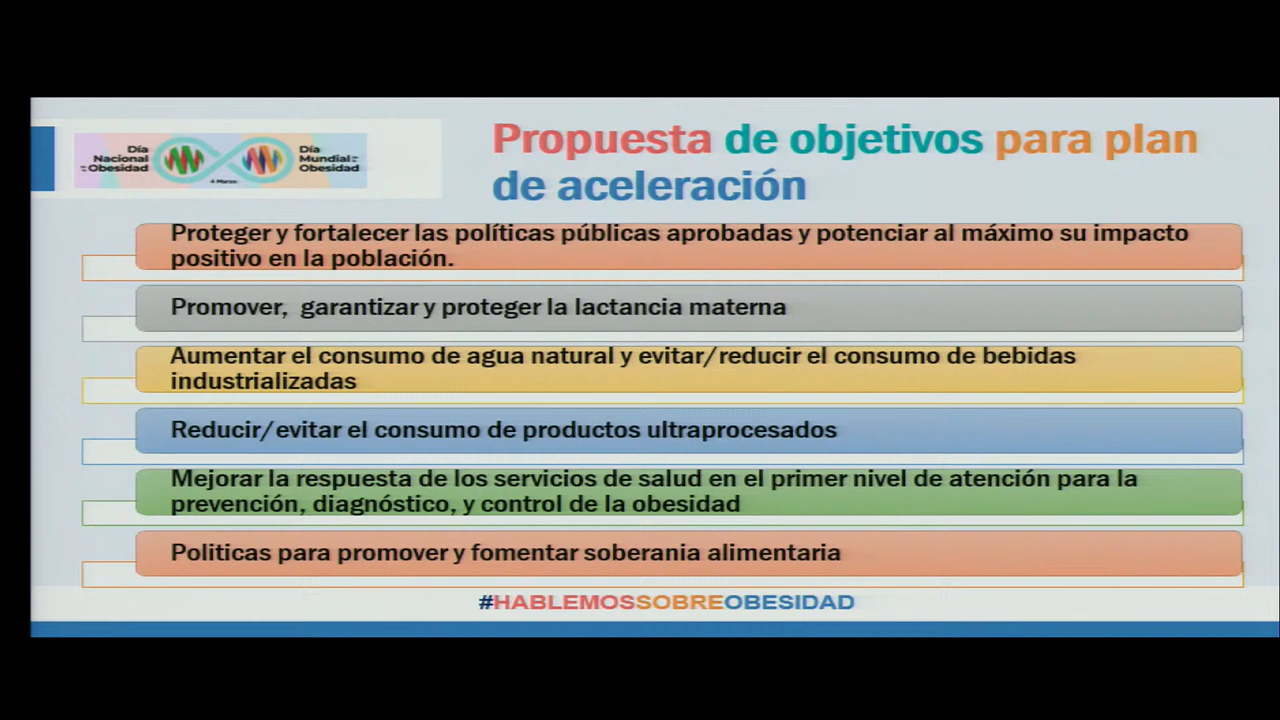 Día
Nacional
de la Obesidad
4 Marzo
Día
Mundial de la
Obesidad
Propuesta de objetivos para plan
de aceleración
Proteger y fortalecer las políticas públicas aprobadas y potenciar al máximo su impacto
positivo en la población.
Promover, garantizar y proteger la lactancia materna
Aumentar el consumo de agua natural y evitar/reducir el consumo de bebidas
industrializadas
Reducir/evitar el consumo de productos ultraprocesados
Mejorar la respuesta de los servicios de salud en el primer nivel de atención para la
prevención, diagnóstico, y control de la obesidad
Politicas para promover y fomentar soberania alimentaria
#HABLEMOSSOBREOBESIDAD